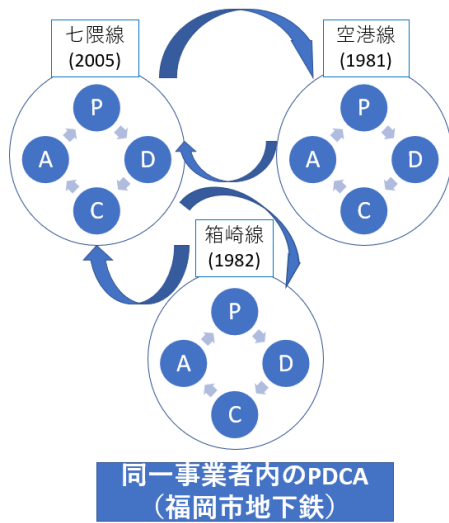 七隈線
(2005)
空港線
(1981)
P
A
D
C
P
A
D
C
箱崎線
(1982)
P
A
D
C
同一事業者内のPDCA
（福岡市地下鉄）